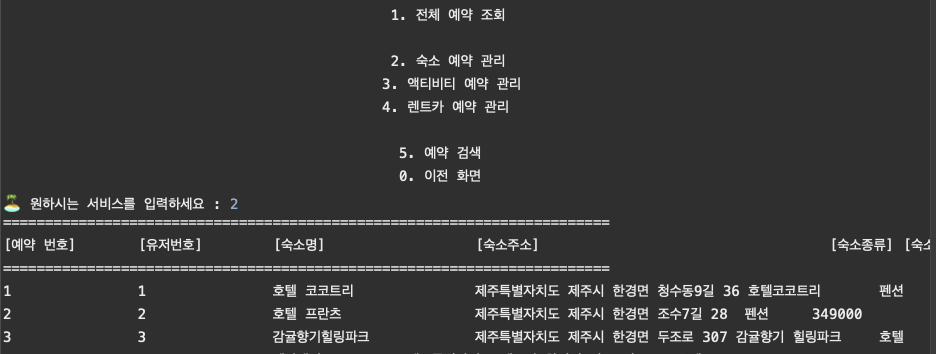 1. 전체 예약 조회
2. 숙소 예약 관리
3. 액티비티 예약 관리
4. 렌트카 예약 관리
5. 예약 검색
0. 이전 화면
원하시는 서비스를 입력하세요 : 2
=========================================================================
[예약 번호] [유저번호] [숙소명] [숙소주소] [숙소종류] [숙소
=========================================================================
1 1 호텔 코코트리 제주특별자치도 제주시 한경면 청수동9길 36 호텔코코트리 펜션
2 2 호텔 프란츠 제주특별자치도 제주시 한경면 조수7길 28 펜션 349000
3 3 감귤향기힐링파크 제주특별자치도 제주시 한경면 두조로 307 감귤향기 힐링파크 호텔